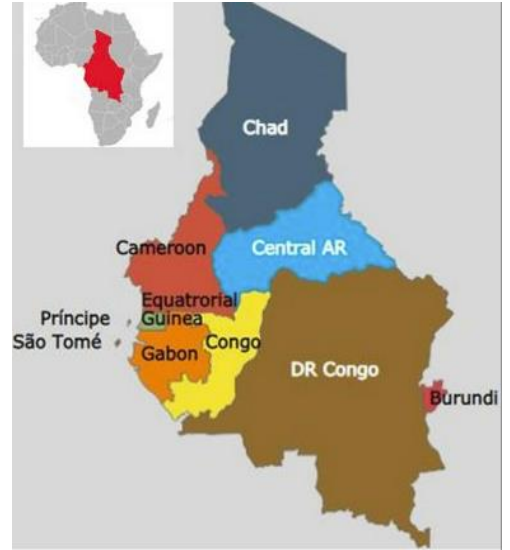 Chad
Cameroon
Central AR
Equatrorial
Guinea
Príncipe
São Tomé
Gabon
Congo
DR Congo
Burundi